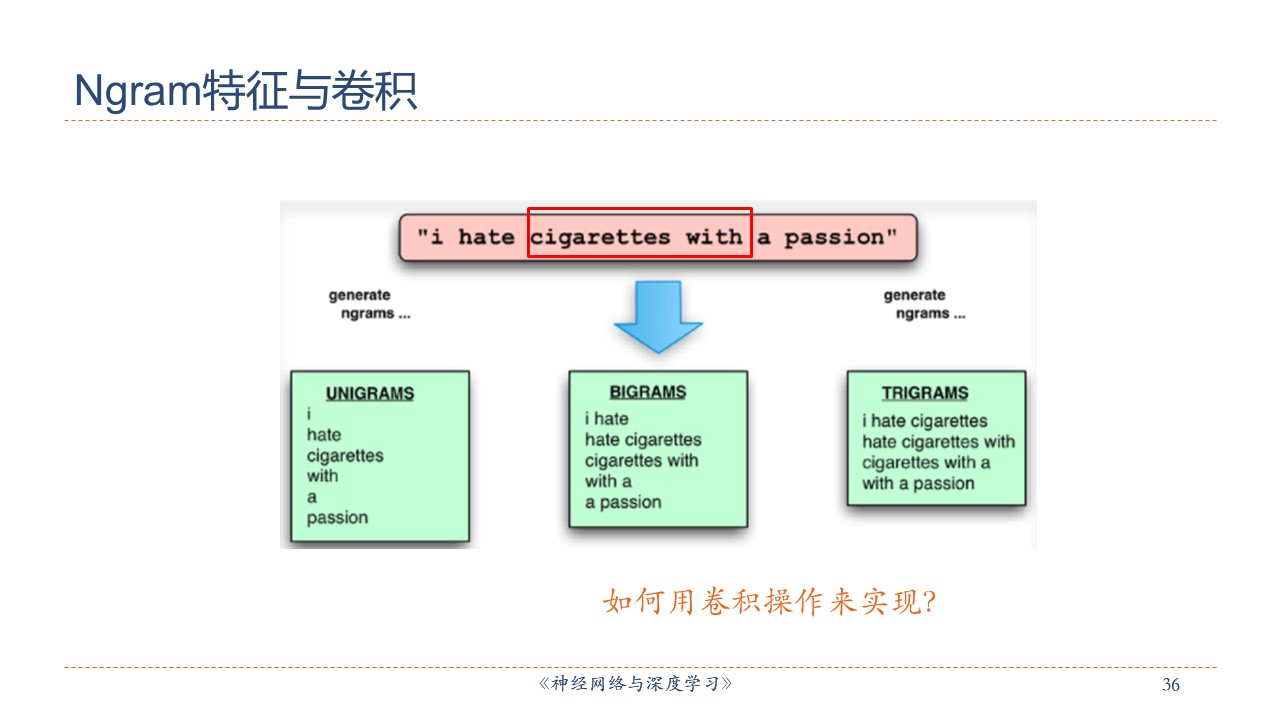 Ngram特征与卷积
"i hate cigarettes with a passion"
generate
ngrams ...
generate
ngrams ...
UNIGRAMS
i
hate
cigarettes
with
a
passion
BIGRAMS
i hate
hate cigarettes
cigarettes with
with a
a passion
TRIGRAMS
i hate cigarettes
hate cigarettes with
cigarettes with a
with a passion
如何用卷积操作来实现?
《神经网络与深度学习》
36